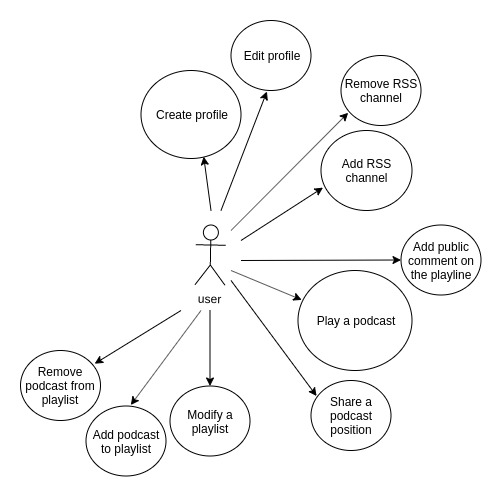 Edit profile
Create profile
Remove RSS
channel
Add RSS
channel
Add public
comment on
the playline
user
Play a podcast
Remove
podcast from
playlist
Add podcast
to playlist
Modify a
playlist
Share a
podcast
position